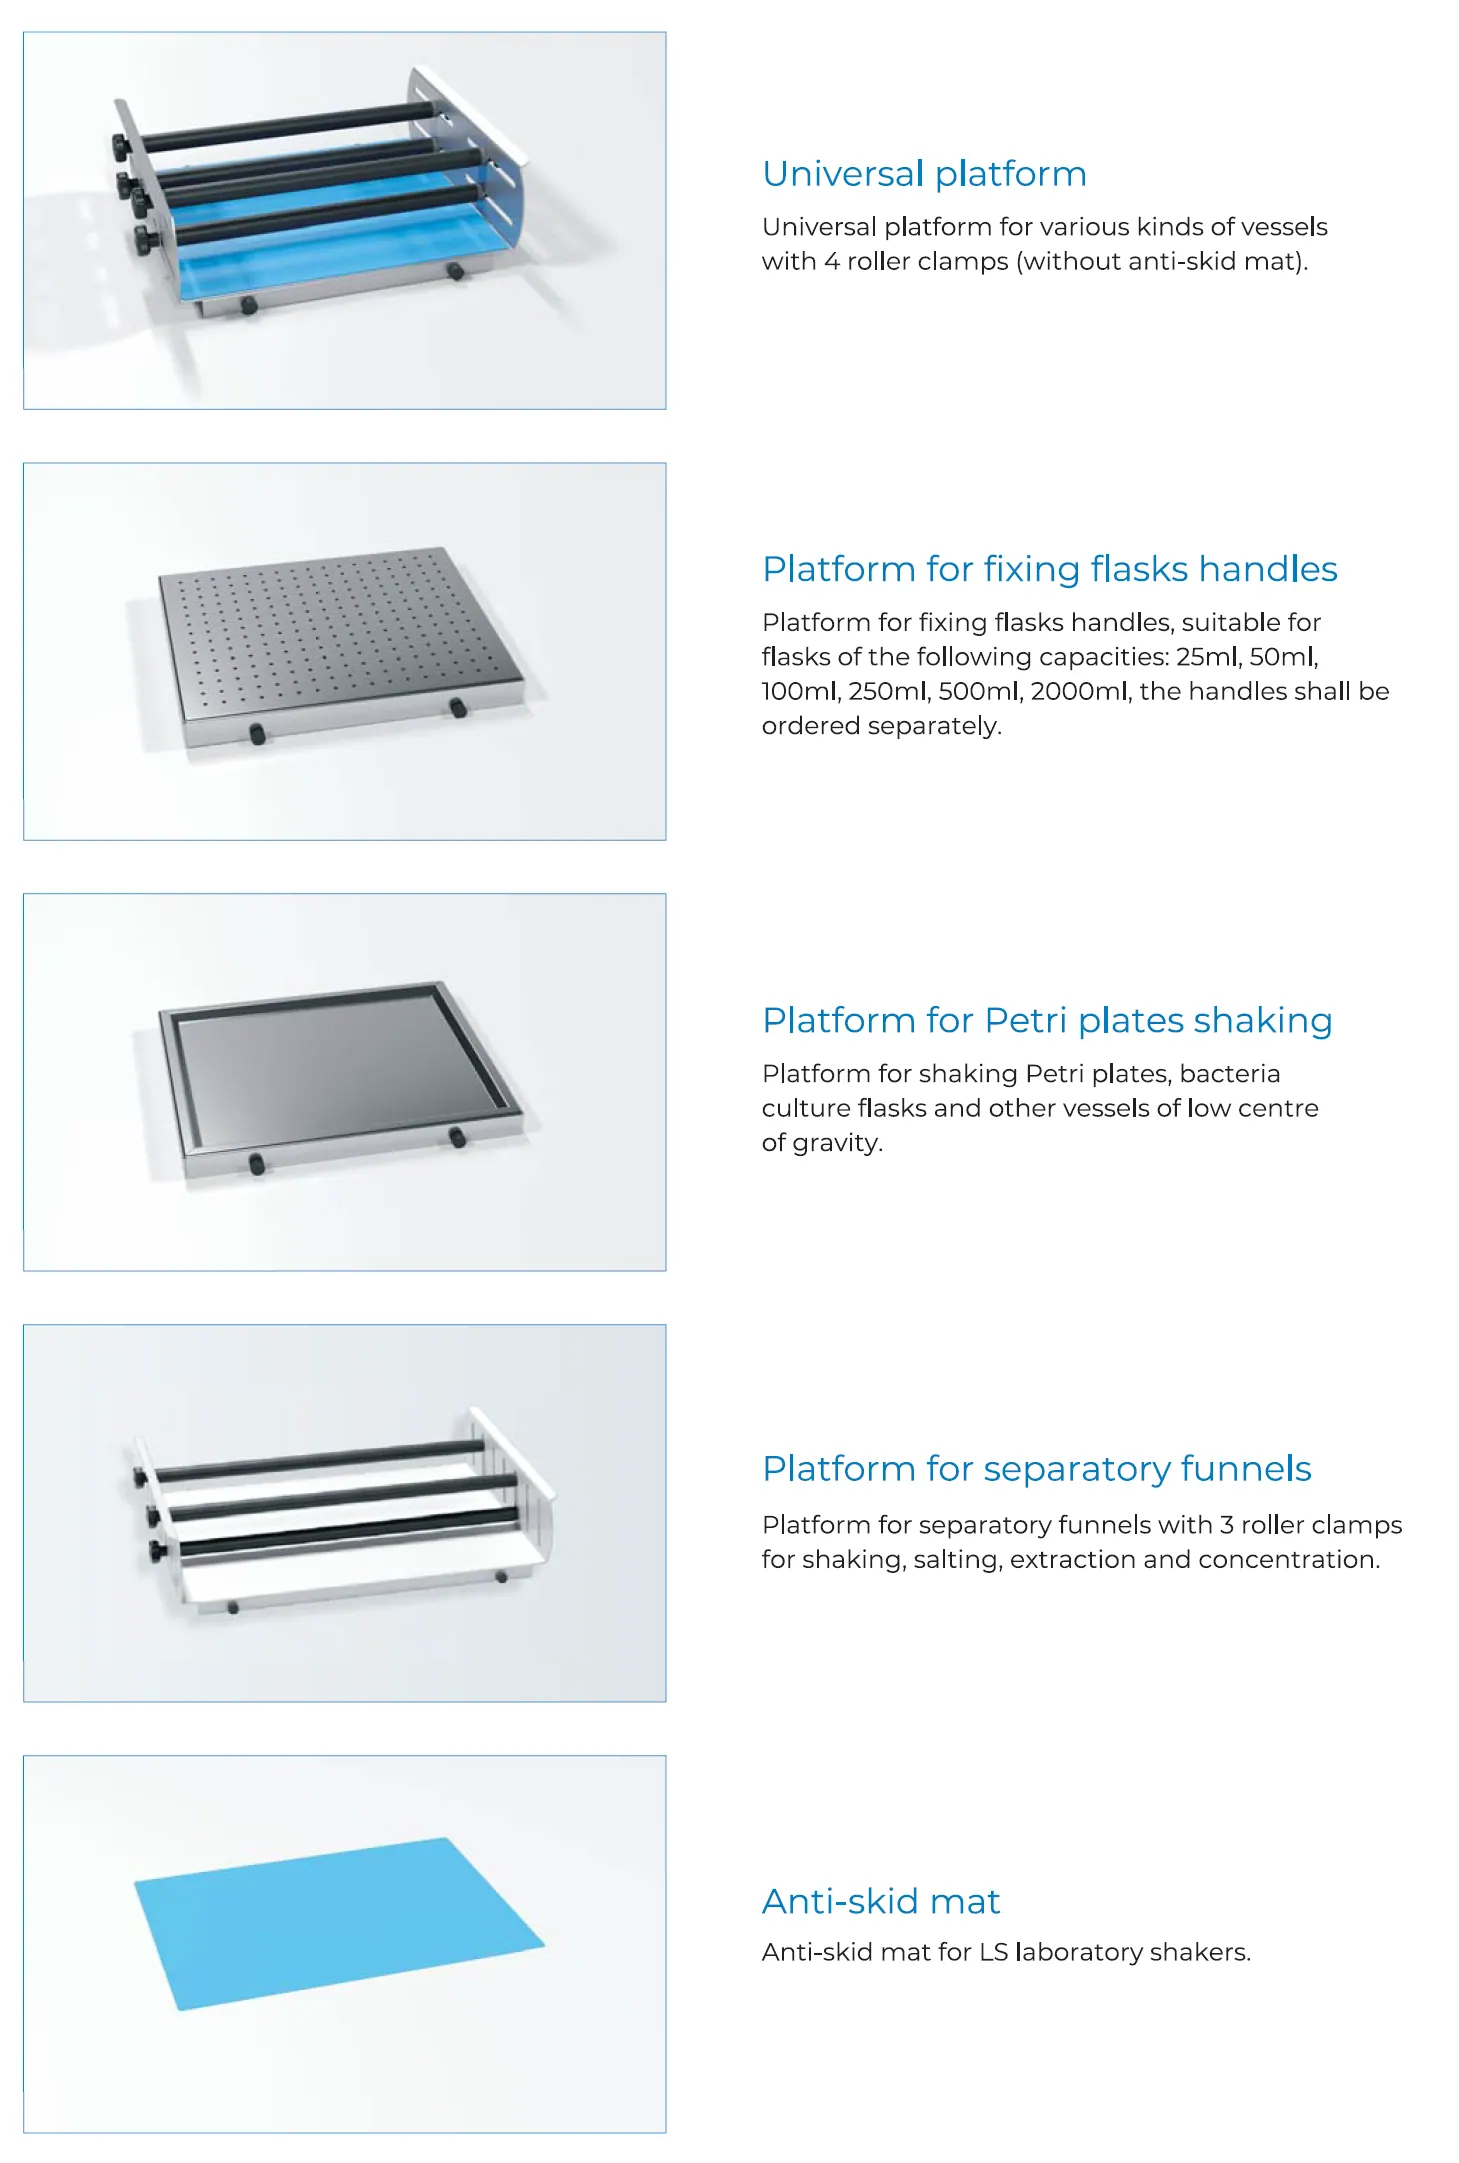 Universal platform
Universal platform for various kinds of vessels
with 4 roller clamps (without anti-skid mat).
Platform for fixing flasks handles
Platform for fixing flasks handles, suitable for
flasks of the following capacities: 25ml, 50ml,
100ml, 250ml, 500ml, 2000ml, the handles shall be
ordered separately.
Platform for Petri plates shaking
Platform for shaking Petri plates, bacteria
culture flasks and other vessels of low centre
of gravity.
Platform for separatory funnels
Platform for separatory funnels with 3 roller clamps
for shaking, salting, extraction and concentration.
Anti-skid mat
Anti-skid mat for LS laboratory shakers.